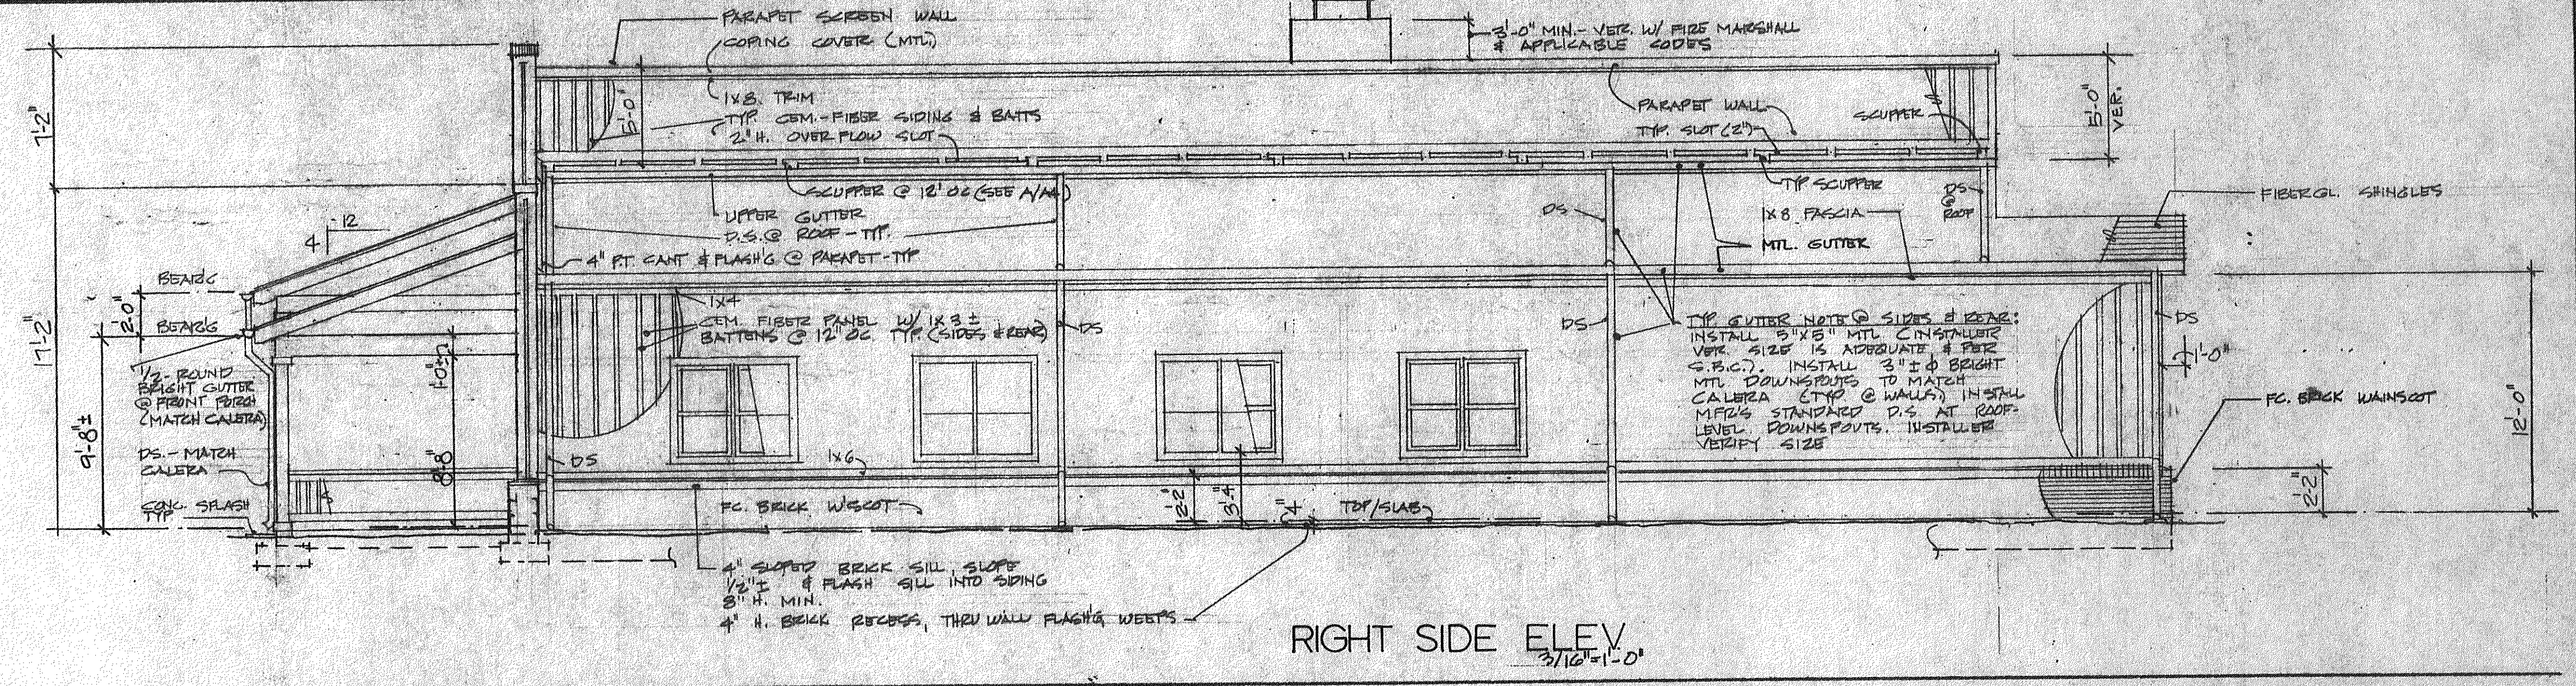 PARAPET SCREEN WALL
COPING COVER (MTL)
3'-0" MIN.- VER. W/ FIRE MARSHALL
& APPLICABLE CODES
7'-2"
5'-0"
1X8 TRIM
TYP. CEM.-FIBER SIDING & BATTS
2" H. OVERFLOW SLOT
PARAPET WALL
TYP. SLOT (2")
SCUPPER
5'-0"
VER.
SCUPPER @ 12' OC (SEE A/A4)
TYP SCUPPER
DS
@
ROOF
FIBERGL. SHINGLES
UPPER GUTTER
D.S. @ ROOF - TYP.
4" P.T. CANT & FLASH'G @ PARAPET-TYP
DS
1X8 FASCIA
MTL. GUTTER
12
4
BEAR'G
2'-0"
BEAR'G
17'-2"
1X4
CEM. FIBER PANEL W/ 1X3 ±
BATTENS @ 12" OC TYP. (SIDES & REAR)
DS
DS
TYP GUTTER NOTE @ SIDES & REAR:
INSTALL 5"X5" MTL (INSTALLER
VER. SIZE IS ADEQUATE & PER
S.B.C.). INSTALL 3"± φ BRIGHT
MTL DOWNSPOUTS TO MATCH
CALERA (TYP @ WALLS) INSTALL
MFR'S STANDARD D.S. AT ROOF-
LEVEL DOWNSPOUTS. INSTALLER
VERIFY SIZE
DS
1'-0"
1/2-ROUND
BRIGHT GUTTER
@ FRONT PORCH
(MATCH CALERA)
9'-8"±
8'-8"
DS.- MATCH
CALERA
CONC. SPLASH
TYP.
DS
1X6
FC. BRICK WAINSCOT
12'-0"
FC. BRICK W'SCOT
2'-2"
3'-4"
4"
TOP/SLAB
2'-2"
4" SLOPED BRICK SILL, SLOPE
1/2"± & FLASH SILL INTO SIDING
8" H. MIN.
4" H. BRICK RECESS, THRU WALL FLASH'G, WEEPS
RIGHT SIDE ELEV.
3/16"=1'-0"